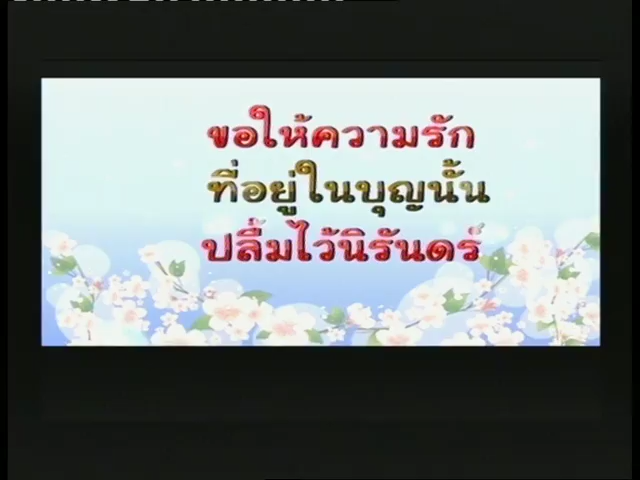 ขอให้ความรัก
ที่อยู่ในบุญนั้น
ปลื้มไว้นิรันดร์